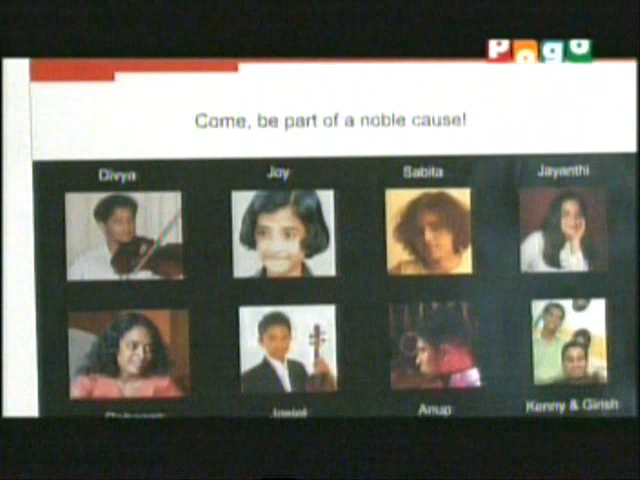 Pogo
Come, be part of a noble cause!
Divya Joy Sabita Jayanthi
Anup Kenny & Girish